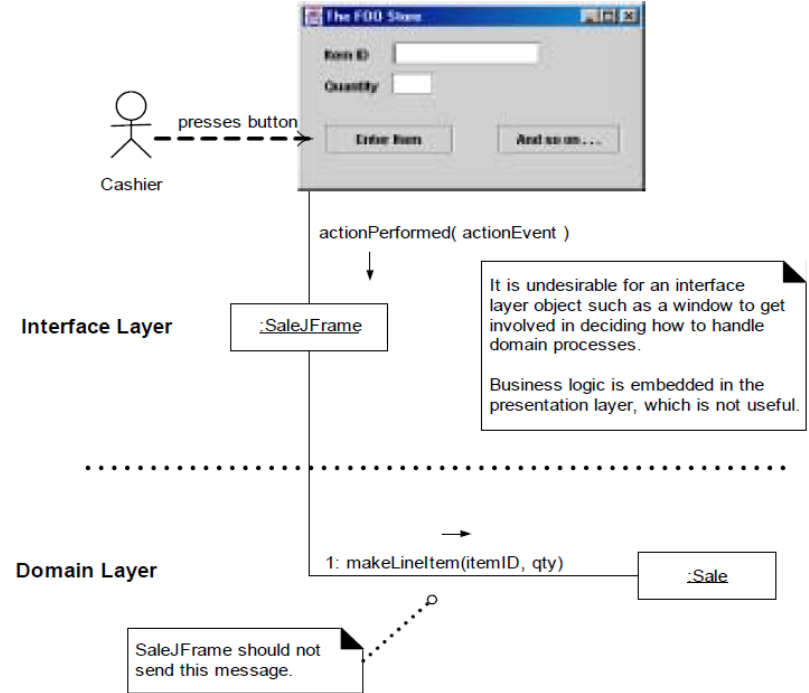 The FOO Store
Item ID
Quantity
presses button
Enter Item
And so on . . .
Cashier
actionPerformed( actionEvent )
It is undesirable for an interface
layer object such as a window to get
involved in deciding how to handle
domain processes.
Business logic is embedded in the
presentation layer, which is not useful.
Interface Layer
:SaleJFrame
1: makeLineItem(itemID, qty)
Domain Layer
:Sale
SaleJFrame should not
send this message.